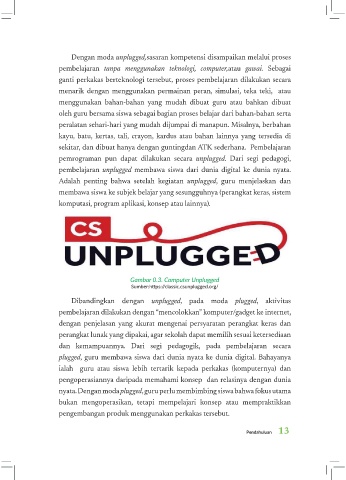 Dengan moda unplugged,sasaran kompetensi disampaikan melalui proses
pembelajaran tanpa menggunakan teknologi, computer,atau gawai. Sebagai
ganti perkakas berteknologi tersebut, proses pembelajaran dilakukan secara
menarik dengan menggunakan permainan peran, simulasi, teka teki, atau
menggunakan bahan-bahan yang mudah dibuat guru atau bahkan dibuat
oleh guru bersama siswa sebagai bagian proses belajar dari bahan-bahan serta
peralatan sehari-hari yang mudah dijumpai di manapun. Misalnya, berbahan
kayu, batu, kertas, tali, crayon, kardus atau bahan lainnya yang tersedia di
sekitar, dan dibuat hanya dengan guntingdan ATK sederhana. Pembelajaran
pemrograman pun dapat dilakukan secara unplugged. Dari segi pedagogi,
pembelajaran unplugged membawa siswa dari dunia digital ke dunia nyata.
Adalah penting bahwa setelah kegiatan unplugged, guru menjelaskan dan
membawa siswa ke subjek belajar yang sesungguhnya (perangkat keras, sistem
komputasi, program aplikasi, konsep atau lainnya).
CS
UNPLUGGED
Gambar 0.3. Computer Unplugged
Sumber:https://classic.csunplugged.org/
Dibandingkan dengan unplugged, pada moda plugged, aktivitas
pembelajaran dilakukan dengan "mencolokkan" komputer/gadget ke internet,
dengan penjelasan yang akurat mengenai persyaratan perangkat keras dan
perangkat lunak yang dipakai, agar sekolah dapat memilih sesuai ketersediaan
dan kemampuannya. Dari segi pedagogik, pada pembelajaran secara
plugged, guru membawa siswa dari dunia nyata ke dunia digital. Bahayanya
ialah guru atau siswa lebih tertarik kepada perkakas (komputernya) dan
pengoperasiannya daripada memahami konsep dan relasinya dengan dunia
nyata. Dengan moda plugged, guru perlu membimbing siswa bahwa fokus utama
bukan mengoperasikan, tetapi mempelajari konsep atau mempraktikkan
pengembangan produk menggunakan perkakas tersebut.
Pendahuluan 13